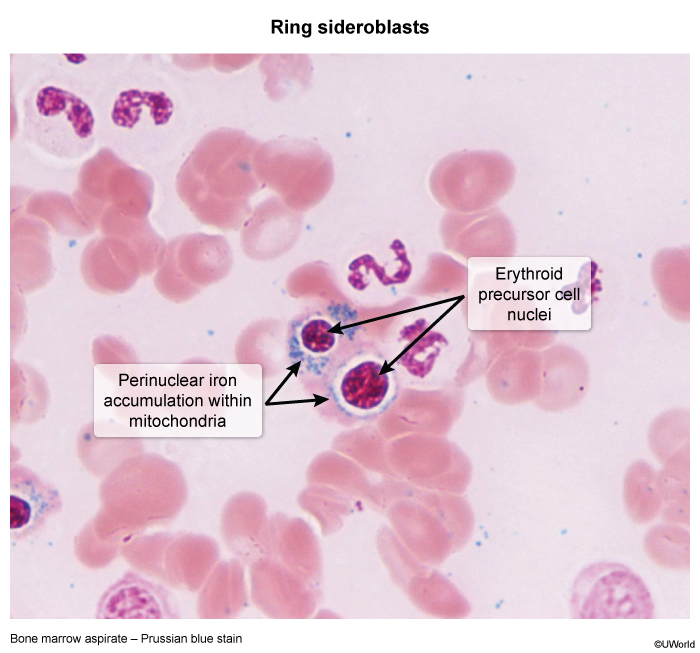 Ring sideroblasts
Erythroid
precursor cell
nuclei
Perinuclear iron
accumulation within
mitochondria
Bone marrow aspirate – Prussian blue stain
©UWorld